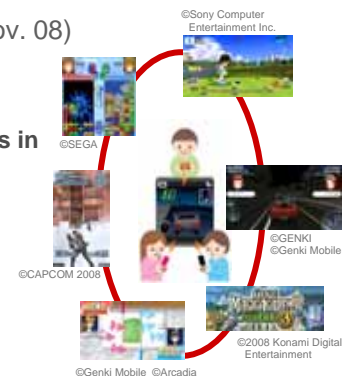 ©Sony Computer
Entertainment Inc.
ov. 08)
s in
©SEGA
©GENKI
©Genki Mobile
©CAPCOM 2008
©2008 Konami Digital
Entertainment
©Genki Mobile ©Arcadia